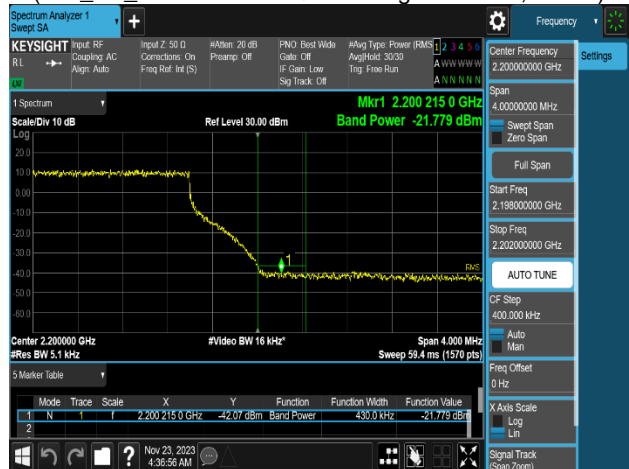 Spectrum Analyzer 1
Swept SA
+
Frequency
KEYSIGHT
RL
Input: RF
Coupling: AC
Align: Auto
Input Z: 50 Ω
Corrections: On
Freq Ref: Int (S)
#Atten: 20 dB
Preamp: Off
PNO: Best Wide
Gate: Off
IF Gain: Low
Sig Track: Off
#Avg Type: Power (RMS
Avg|Hold: 30/30
Trig: Free Run
1 2 3 4 5 6
A W W W W W
A N N N N N
1 Spectrum
Scale/Div 10 dB
Log
Ref Level 30.00 dBm
Mkr1 2.200 215 0 GHz
Band Power -21.779 dBm
20.0
10.0
0.00
-10.0
-20.0
-30.0
-40.0
-50.0
-60.0
1
RMS
Center 2.200000 GHz
#Res BW 5.1 kHz
#Video BW 16 kHz*
Span 4.000 MHz
Sweep 59.4 ms (1570 pts)
5 Marker Table
Mode Trace Scale X Y Function Function Width Function Value
1 N 1 f 2.200 215 0 GHz -42.07 dBm Band Power 430.0 kHz -21.779 dBm
2
?
Nov 23, 2023
4:36:56 AM
Center Frequency
2.200000000 GHz
Settings
Span
4.00000000 MHz
Swept Span
Zero Span
Full Span
Start Freq
2.198000000 GHz
Stop Freq
2.202000000 GHz
AUTO TUNE
CF Step
400.000 kHz
Auto
Man
Freq Offset
0 Hz
X Axis Scale
Log
Lin
Signal Track
(Span Zoom)